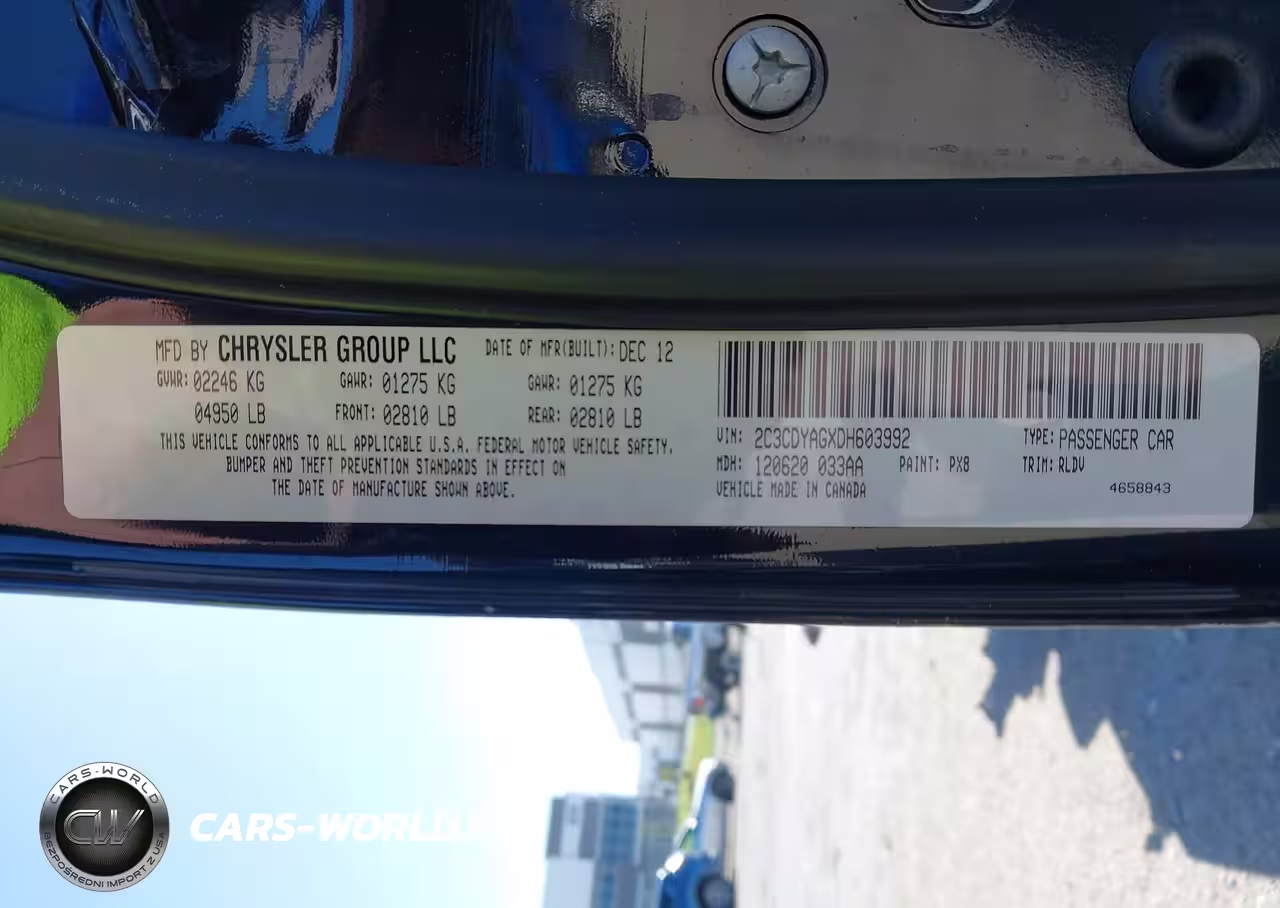 MFD BY CHRYSLER GROUP LLC DATE OF MFR(BUILT): DEC 12
GVWR: 02246 KG GAWR: 01275 KG GAWR: 01275 KG
04950 LB FRONT: 02810 LB REAR: 02810 LB
THIS VEHICLE CONFORMS TO ALL APPLICABLE U.S.A. FEDERAL MOTOR VEHICLE SAFETY.
BUMPER AND THEFT PREVENTION STANDARDS IN EFFECT ON
THE DATE OF MANUFACTURE SHOWN ABOVE.
VIN: 2C3CDYAGXDH603992 TYPE: PASSENGER CAR
MDH: 120620 033AA PAINT: PX8 TRIM: RLDV
VEHICLE MADE IN CANADA 4658843
CARS-WORLD
CW
BEZPOŚREDNI IMPORT Z USA
CARS-WORLD